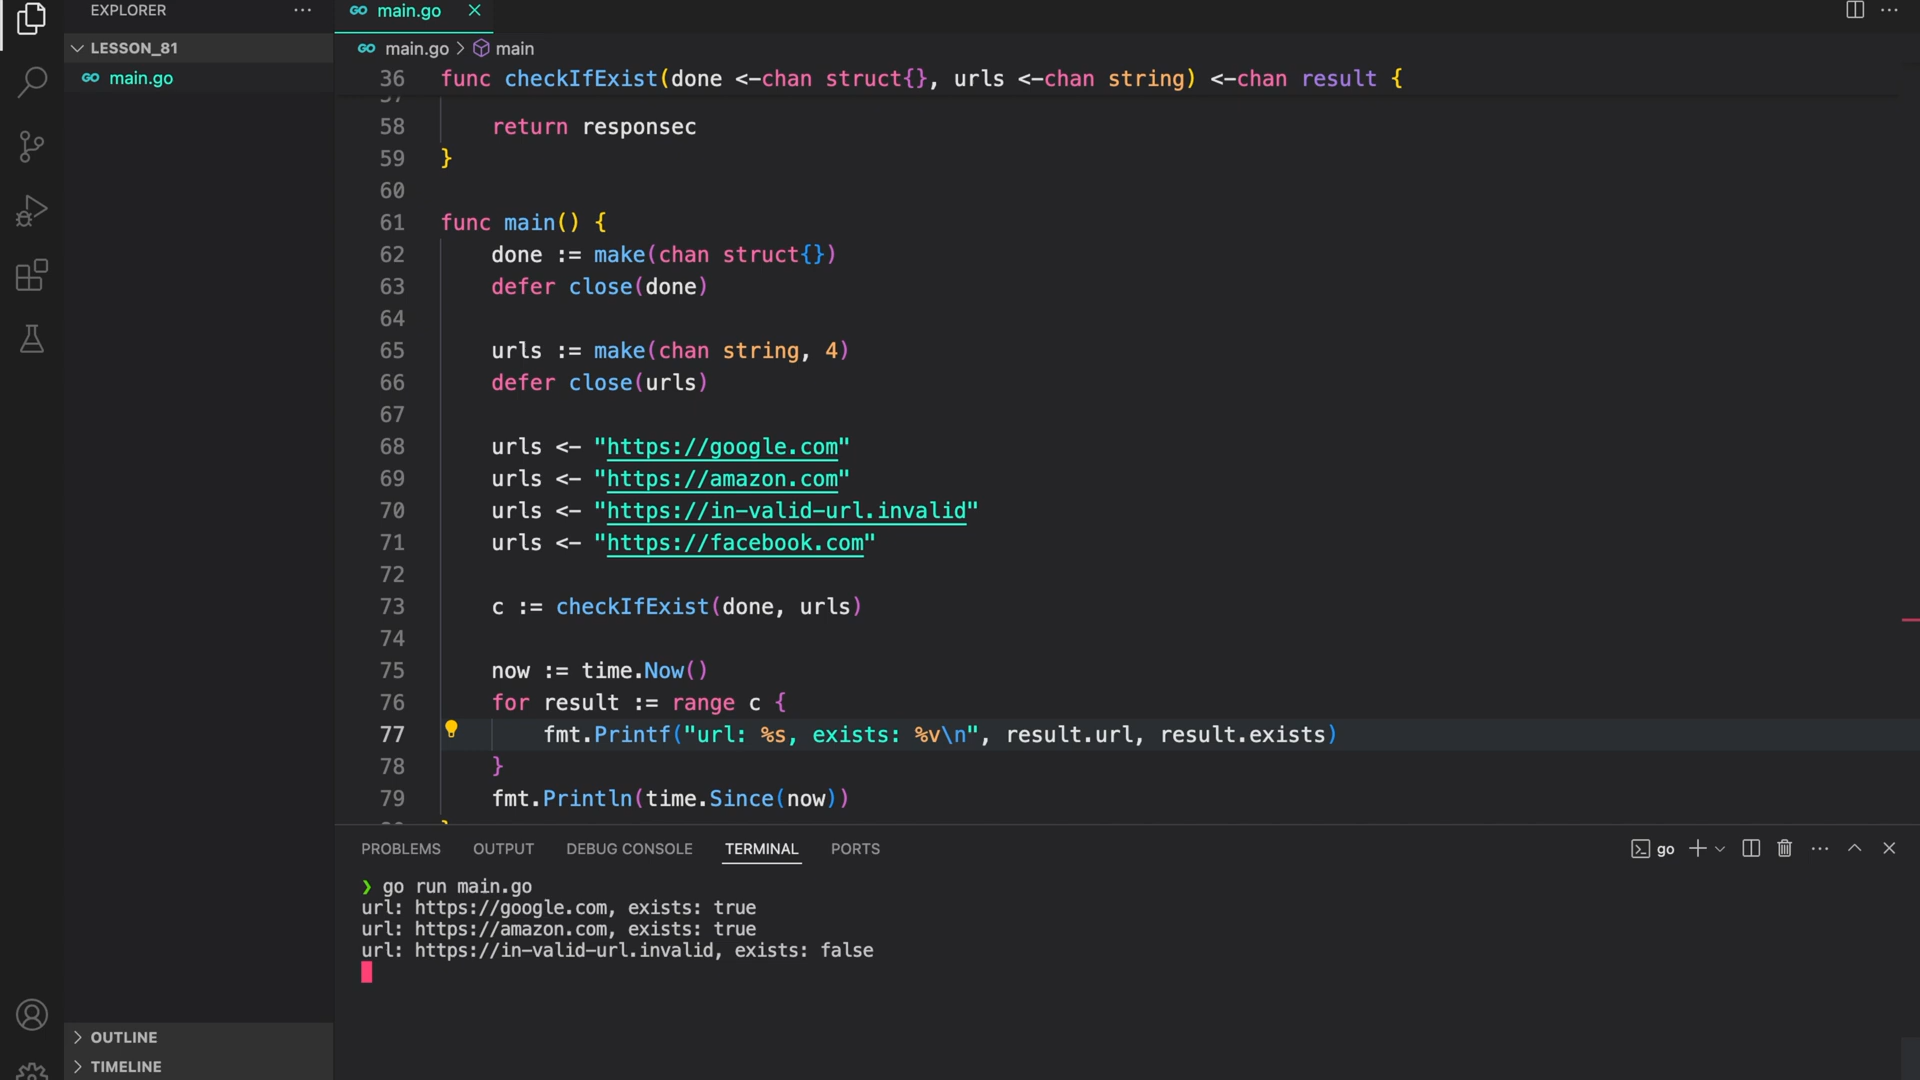 EXPLORER
LESSON_81
main.go
main.go
main.go > main
36 func checkIfExist(done <-chan struct{}, urls <-chan string) <-chan result {
58 return responsec
59 }
60
61 func main() {
62 done := make(chan struct{})
63 defer close(done)
64
65 urls := make(chan string, 4)
66 defer close(urls)
67
68 urls <- "https://google.com"
69 urls <- "https://amazon.com"
70 urls <- "https://in-valid-url.invalid"
71 urls <- "https://facebook.com"
72
73 c := checkIfExist(done, urls)
74
75 now := time.Now()
76 for result := range c {
77 fmt.Printf("url: %s, exists: %v\n", result.url, result.exists)
78 }
79 fmt.Println(time.Since(now))
PROBLEMS OUTPUT DEBUG CONSOLE TERMINAL PORTS
go
❯ go run main.go
url: https://google.com, exists: true
url: https://amazon.com, exists: true
url: https://in-valid-url.invalid, exists: false
OUTLINE
TIMELINE